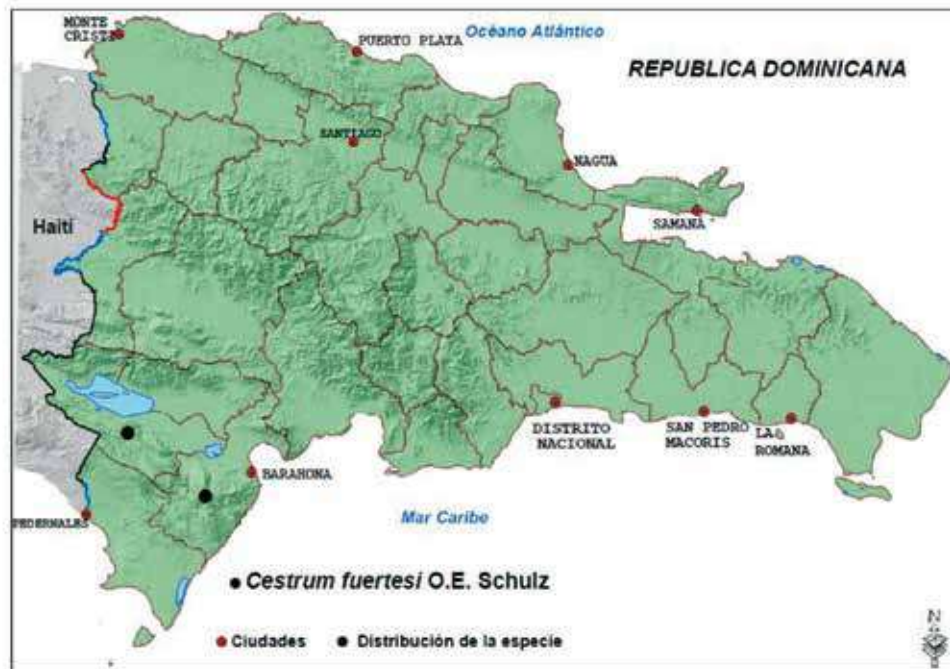 MONTE
CRISTI
PUERTO PLAYA
Océano Atlántico
REPUBLICA DOMINICANA
SANTIAGO
NAGUA
Haití
SAMANA
DISTRITO
NACIONAL
SAN PEDRO
MACORIS
LA
ROMANA
BARAHONA
PEDERNALES
Mar Caribe
Cestrum fuertesi O.E. Schulz
Ciudades
Distribución de la especie
N